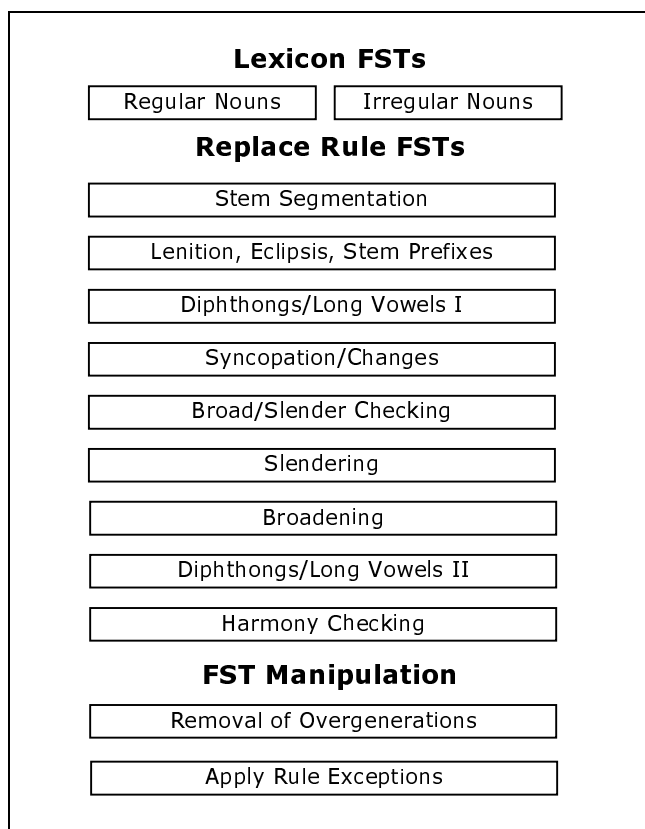 Lexicon FSTs
Regular Nouns Irregular Nouns
Replace Rule FSTs
Stem Segmentation
Lenition, Eclipsis, Stem Prefixes
Diphthongs/Long Vowels I
Syncopation/Changes
Broad/Slender Checking
Slendering
Broadening
Diphthongs/Long Vowels II
Harmony Checking
FST Manipulation
Removal of Overgenerations
Apply Rule Exceptions